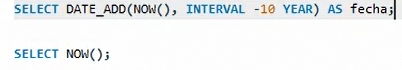 SELECT DATE_ADD(NOW(), INTERVAL -10 YEAR) AS fecha;
SELECT NOW();